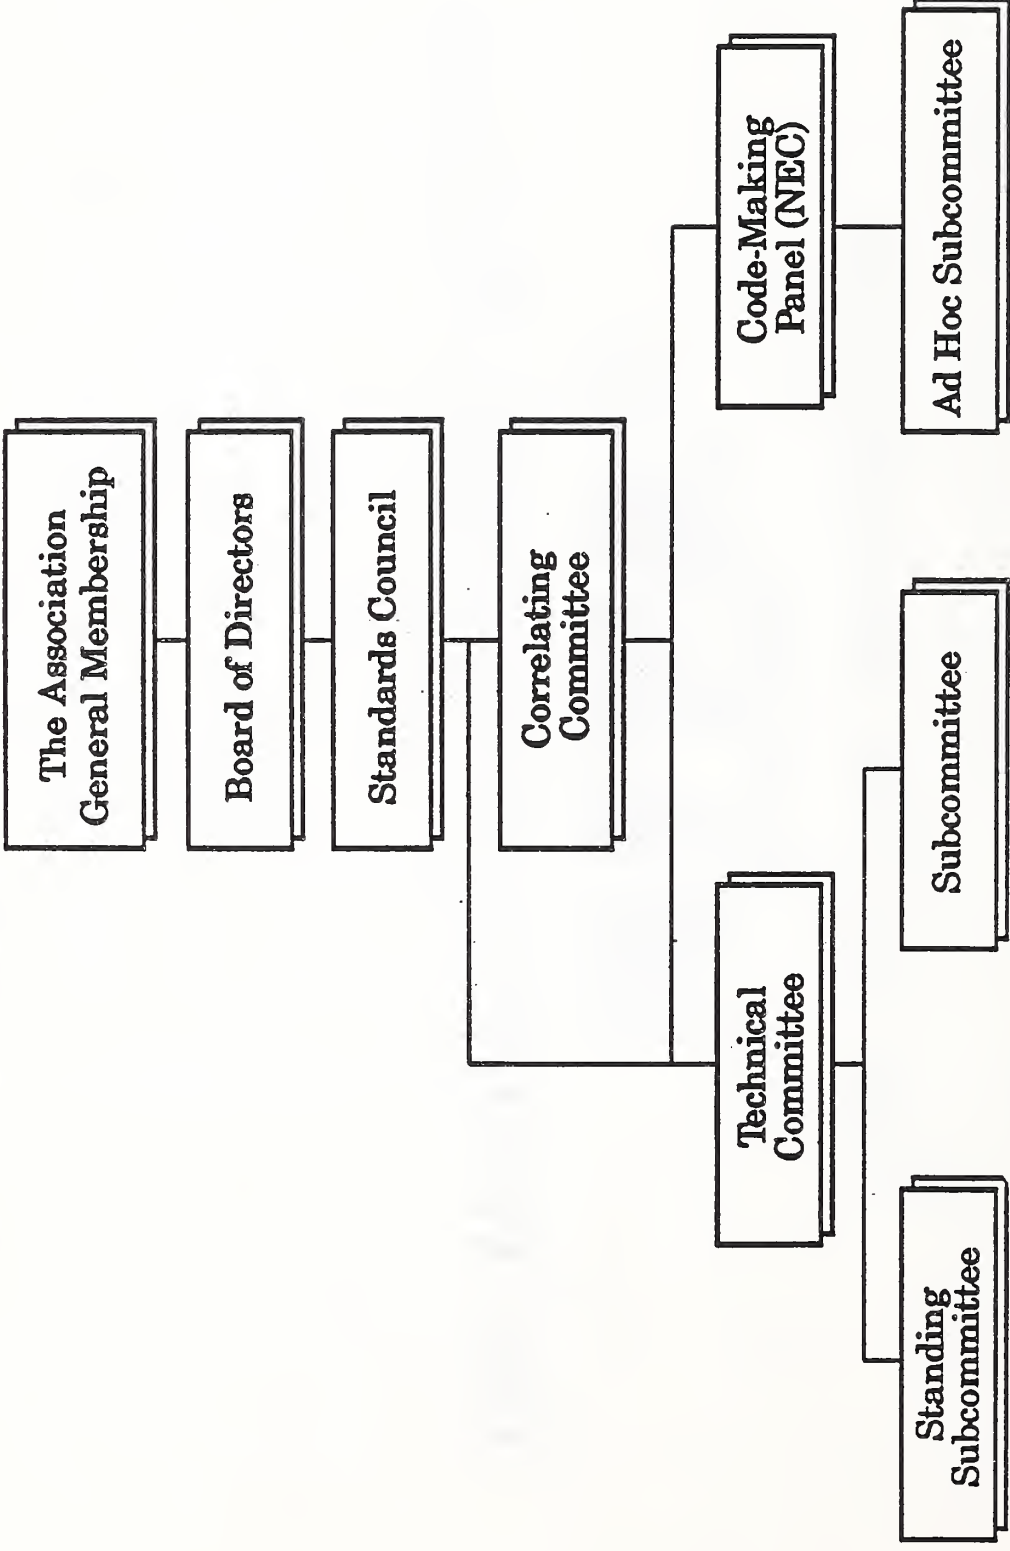 The Association
General Membership
Board of Directors
Standards Council
Correlating
Committee
Technical
Committee
Code-Making
Panel (NEC)
Standing
Subcommittee
Subcommittee
Ad Hoc Subcommittee